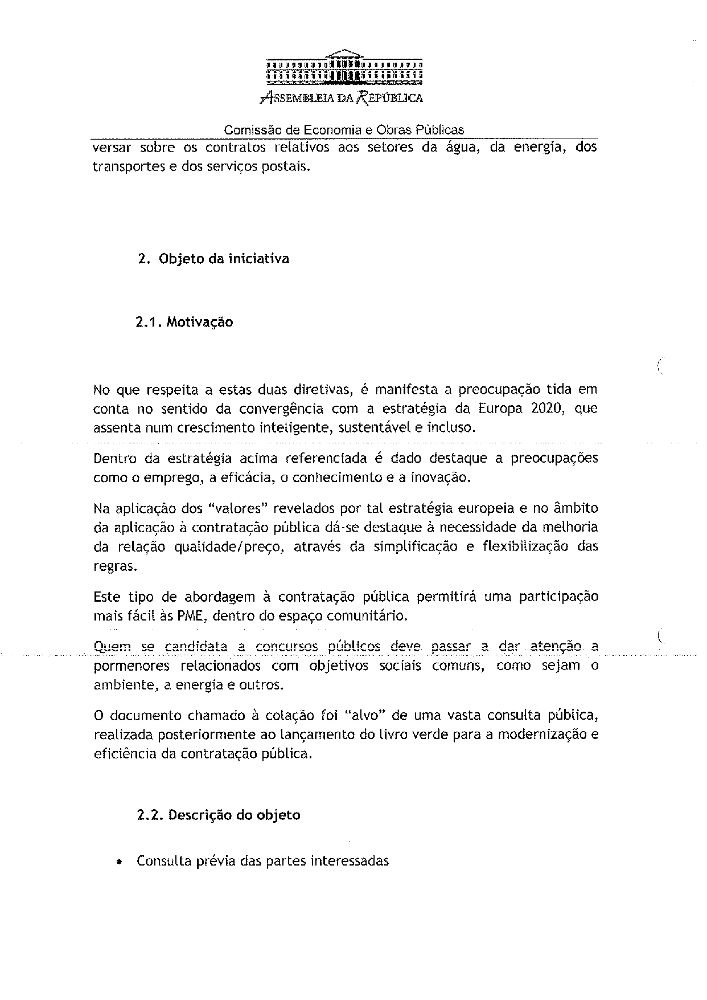 ASSEMBLEIA DA REPÚBLICA
Comissão de Economia e Obras Públicas
versar sobre os contratos relativos aos setores da água, da energia, dos
transportes e dos serviços postais.
2. Objeto da iniciativa
2.1. Motivação
No que respeita a estas duas diretivas, é manifesta a preocupação tida em
conta no sentido da convergência com a estratégia da Europa 2020, que
assenta num crescimento inteligente, sustentável e incluso.
Dentro da estratégia acima referenciada é dado destaque a preocupações
como o emprego, a eficácia, o conhecimento e a inovação.
Na aplicação dos “valores” revelados por tal estratégia europeia e no âmbito
da aplicação à contratação pública dá-se destaque à necessidade da melhoria
da relação qualidade/preço, através da simplificação e flexibilização das
regras.
Este tipo de abordagem à contratação pública permitirá uma participação
mais fácil às PME, dentro do espaço comunitário.
Quem se candidata a concursos públicos deve passar a dar atenção a
pormenores relacionados com objetivos sociais comuns, como sejam o
ambiente, a energia e outros.
O documento chamado à colação foi “alvo” de uma vasta consulta pública,
realizada posteriormente ao lançamento do livro verde para a modernização e
eficiência da contratação pública.
2.2. Descrição do objeto
• Consulta prévia das partes interessadas